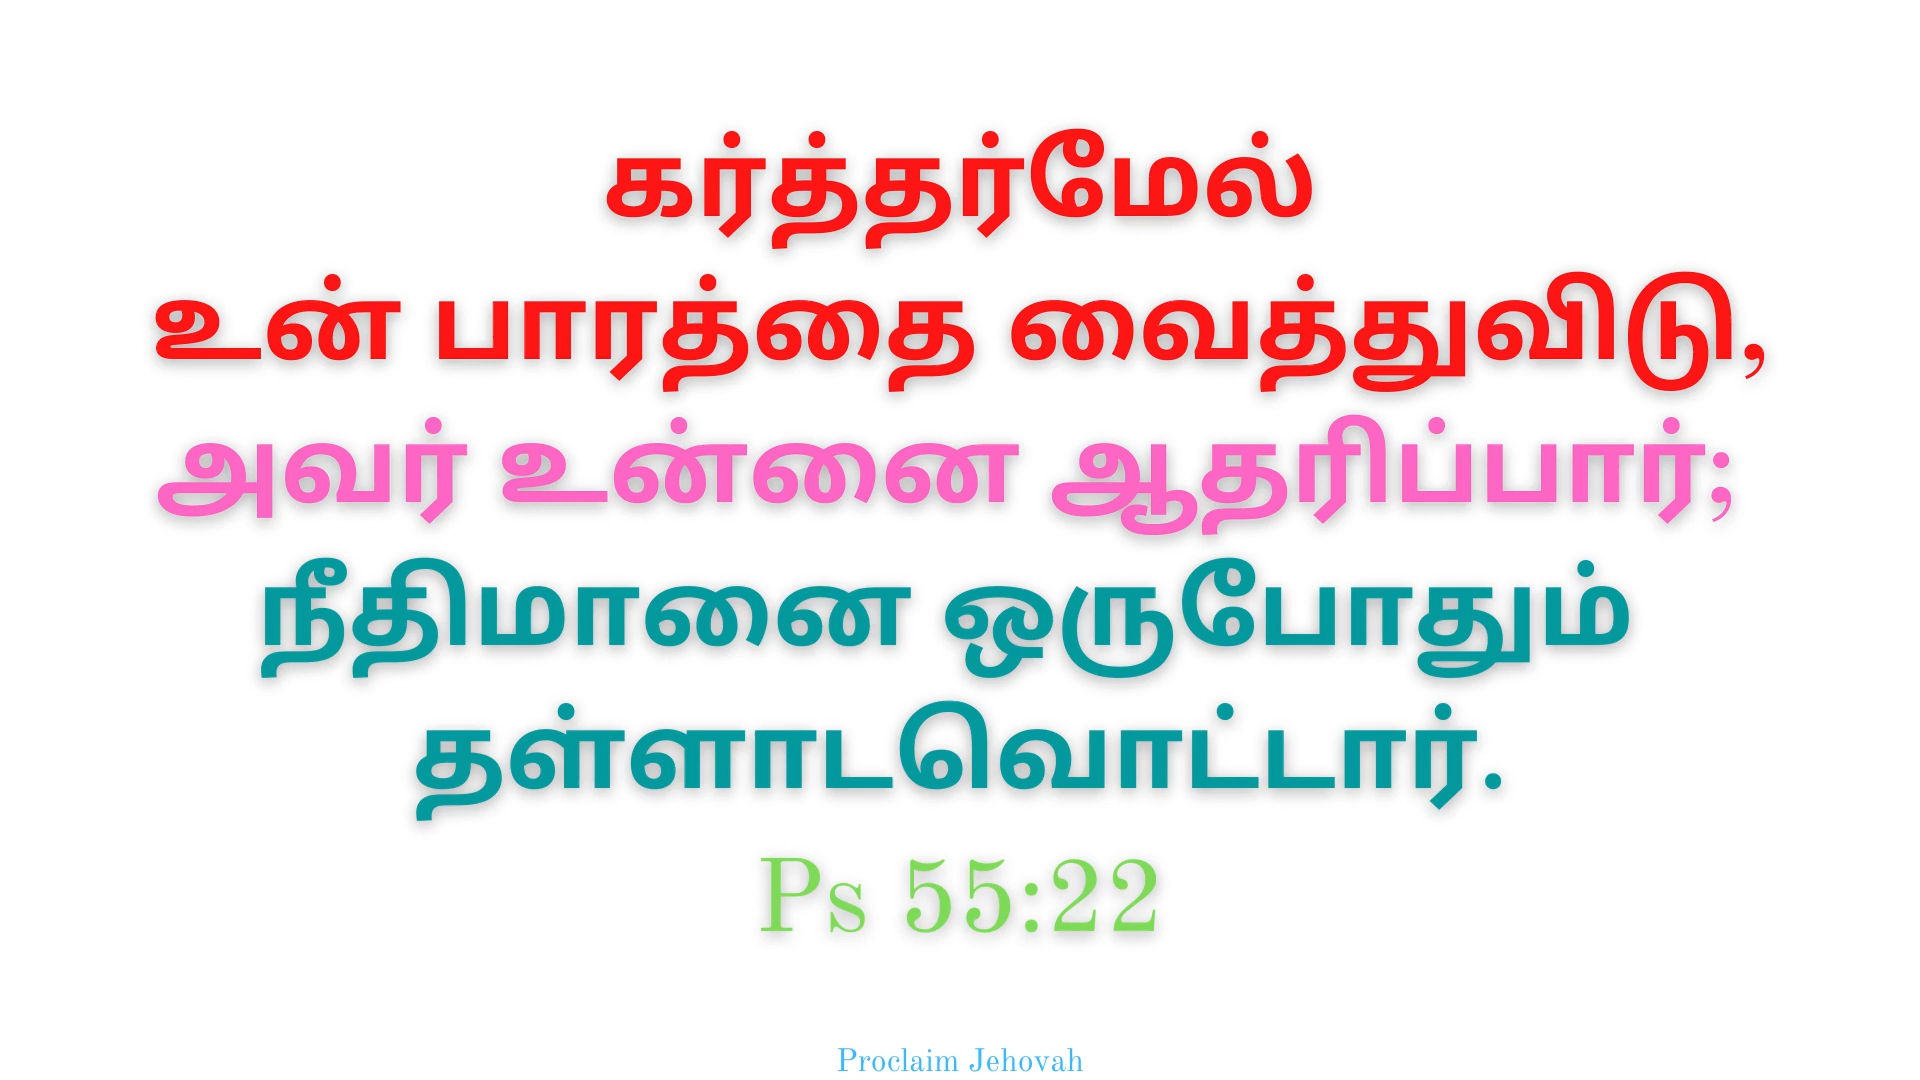 கர்த்தர்மேல்
உன் பாரத்தை வைத்துவிடு,
அவர் உன்னை ஆதரிப்பார்;
நீதிமானை ஒருபோதும்
தள்ளாடவொட்டார்.
Ps 55:22
Proclaim Jehovah